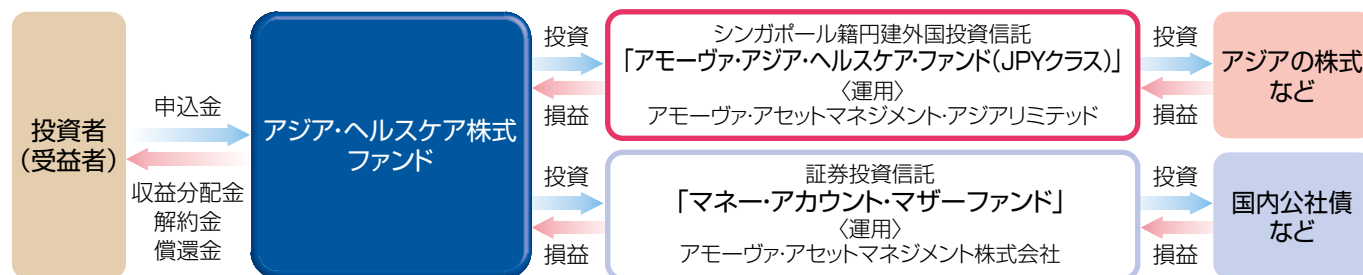 投資者
(受益者)
申込金
収益分配金
解約金
償還金
アジア・ヘルスケア株式
ファンド
投資
損益
シンガポール籍円建外国投資信託
「アモーヴァ・アジア・ヘルスケア・ファンド(JPYクラス)」
〈運用〉
アモーヴァ・アセットマネジメント・アジアリミテッド
投資
損益
アジアの株式
など
投資
損益
証券投資信託
「マネー・アカウント・マザーファンド」
〈運用〉
アモーヴァ・アセットマネジメント株式会社
投資
損益
国内公社債
など